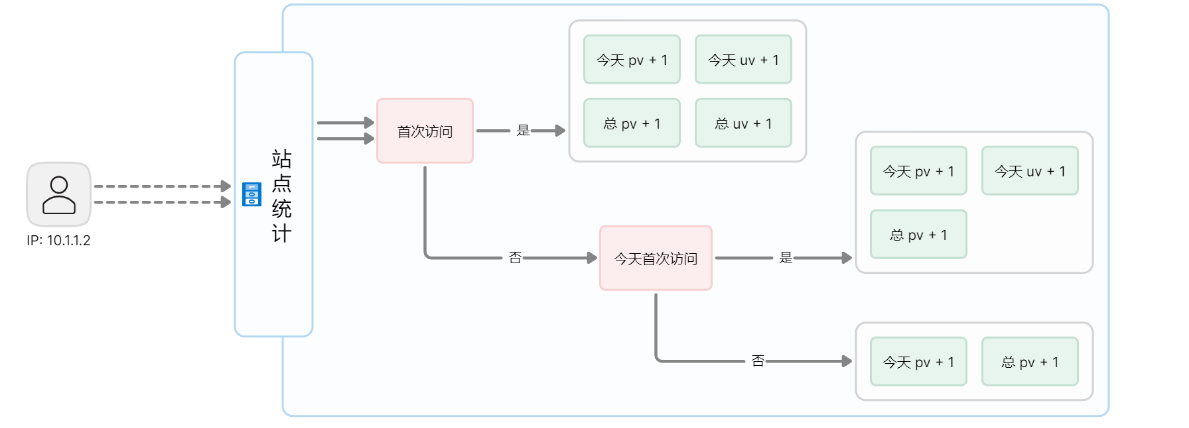 IP: 10.1.1.2
站点统计
首次访问
是
今天 pv + 1
今天 uv + 1
总 pv + 1
总 uv + 1
否
今天首次访问
是
今天 pv + 1
今天 uv + 1
总 pv + 1
否
今天 pv + 1
总 pv + 1